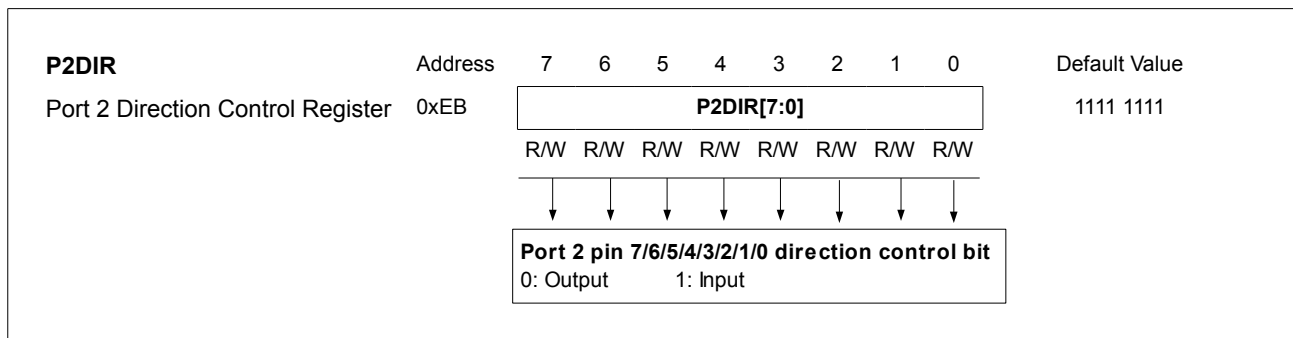 P2DIR Address 7 6 5 4 3 2 1 0 Default Value
Port 2 Direction Control Register 0xEB P2DIR[7:0] 1111 1111
R/W R/W R/W R/W R/W R/W R/W R/W
Port 2 pin 7/6/5/4/3/2/1/0 direction control bit
0: Output 1: Input